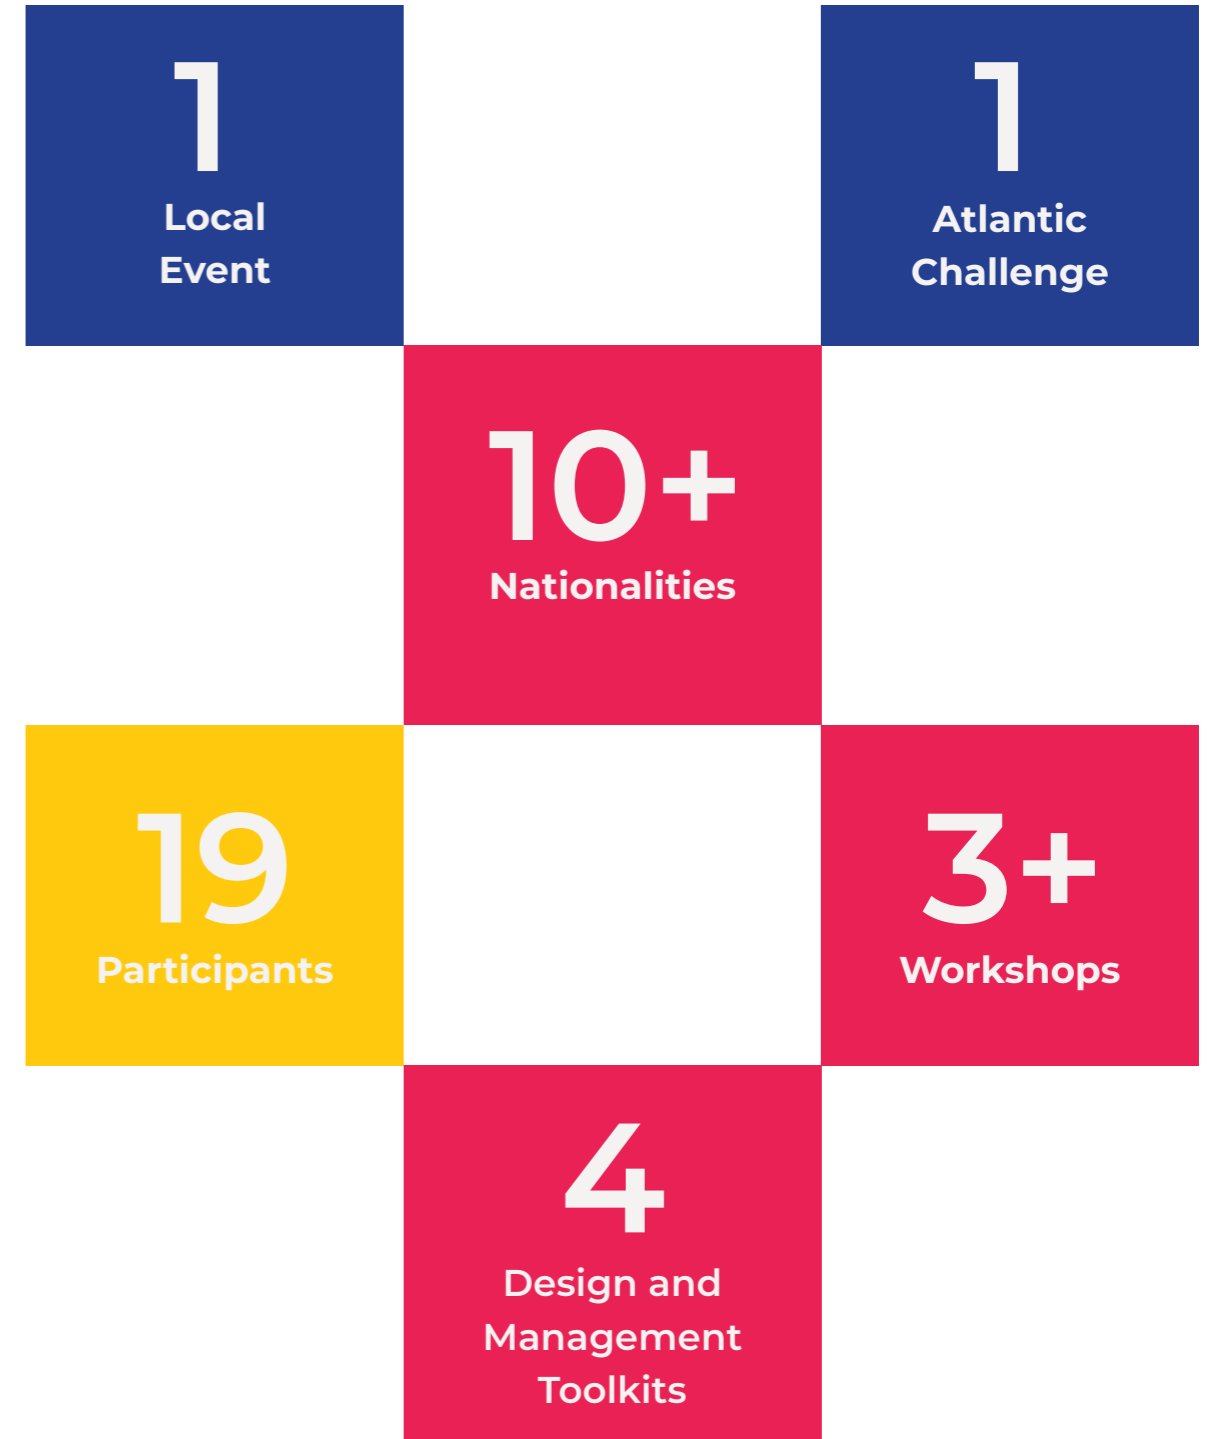 1
Local
Event
1
Atlantic
Challenge
10+
Nationalities
19
Participants
3+
Workshops
4
Design and
Management
Toolkits